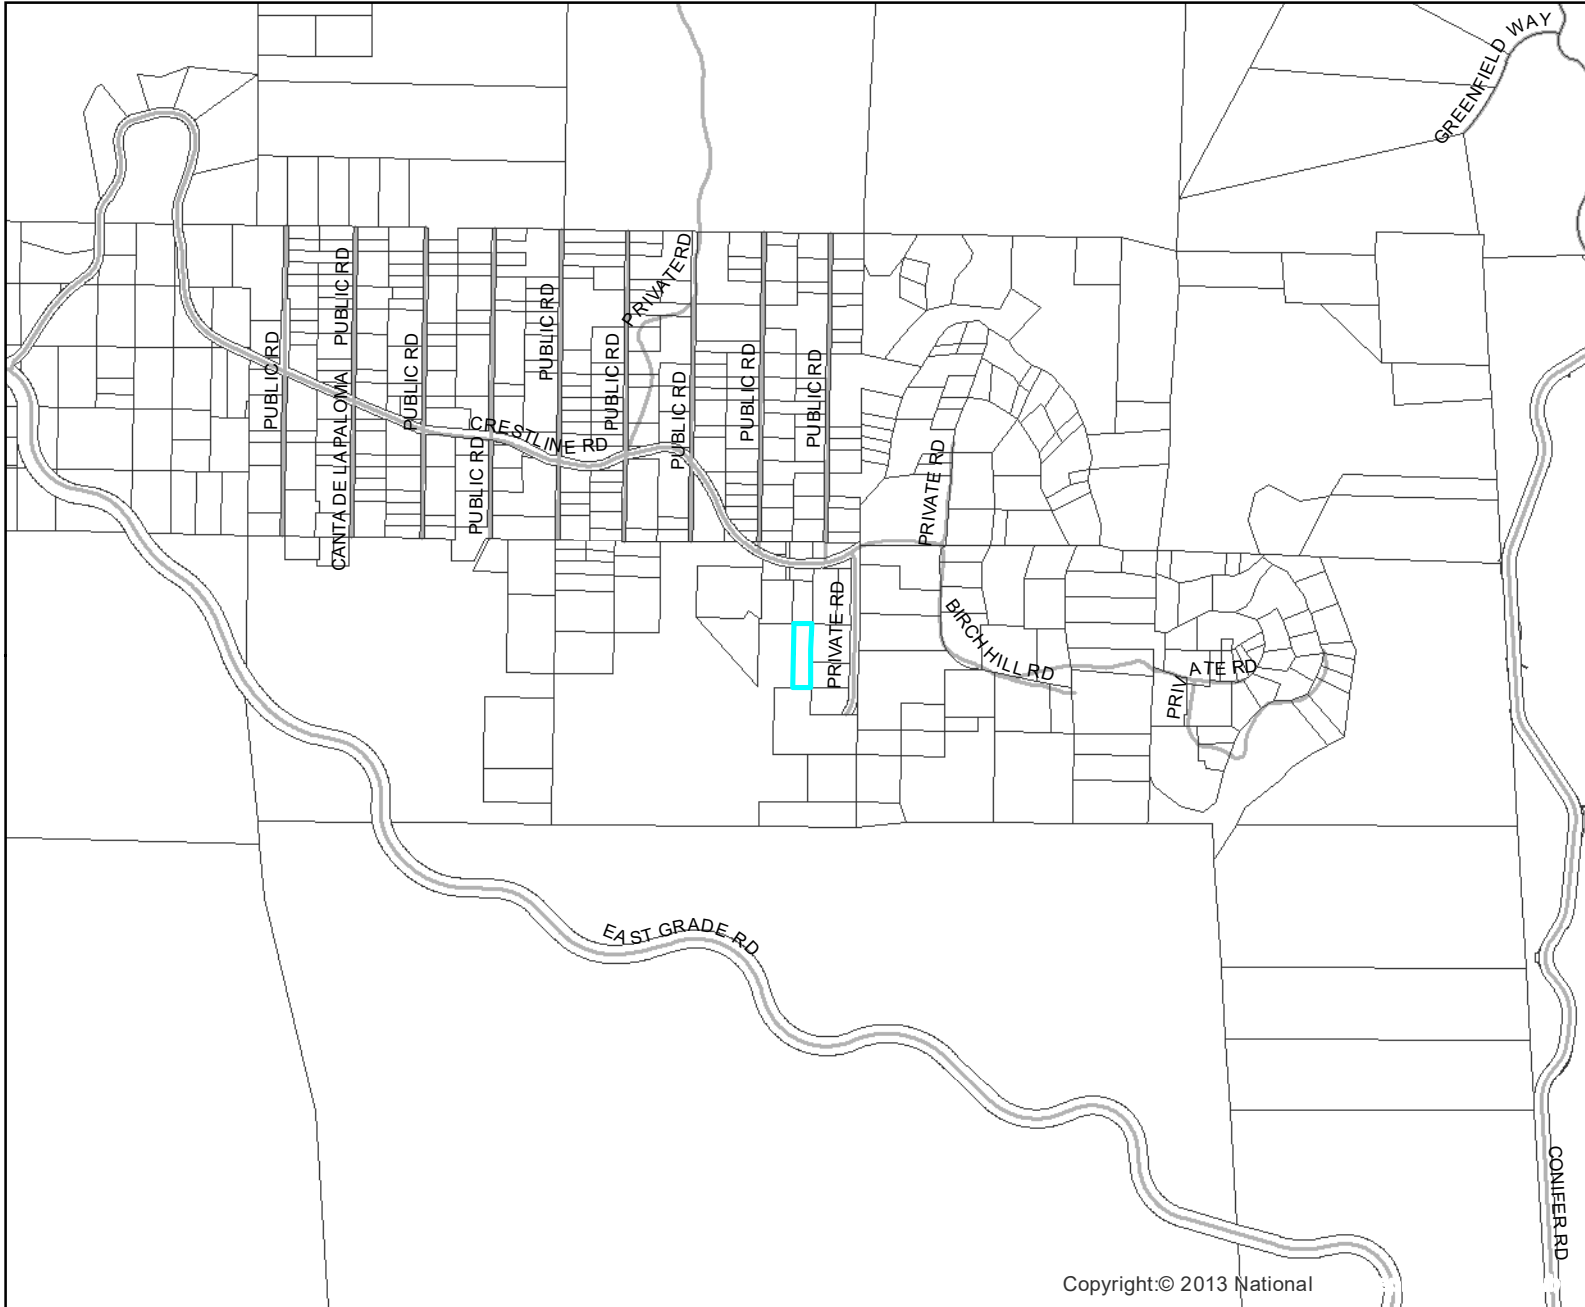 GREENFIELD WAY
PRIVATE RD
PUBLIC RD
PUBLIC RD
PUBLIC RD
PUBLIC RD
PUBLIC RD
PUBLIC RD
PUBLIC RD
PUBLIC RD
PUBLIC RD
CANTA DE LA PALOMA
CRESTLINE RD
PRIVATE RD
PRIVATE RD
BIRCH HILL RD
PRIVATE RD
EAST GRADE RD
CONIFER RD
Copyright:© 2013 National